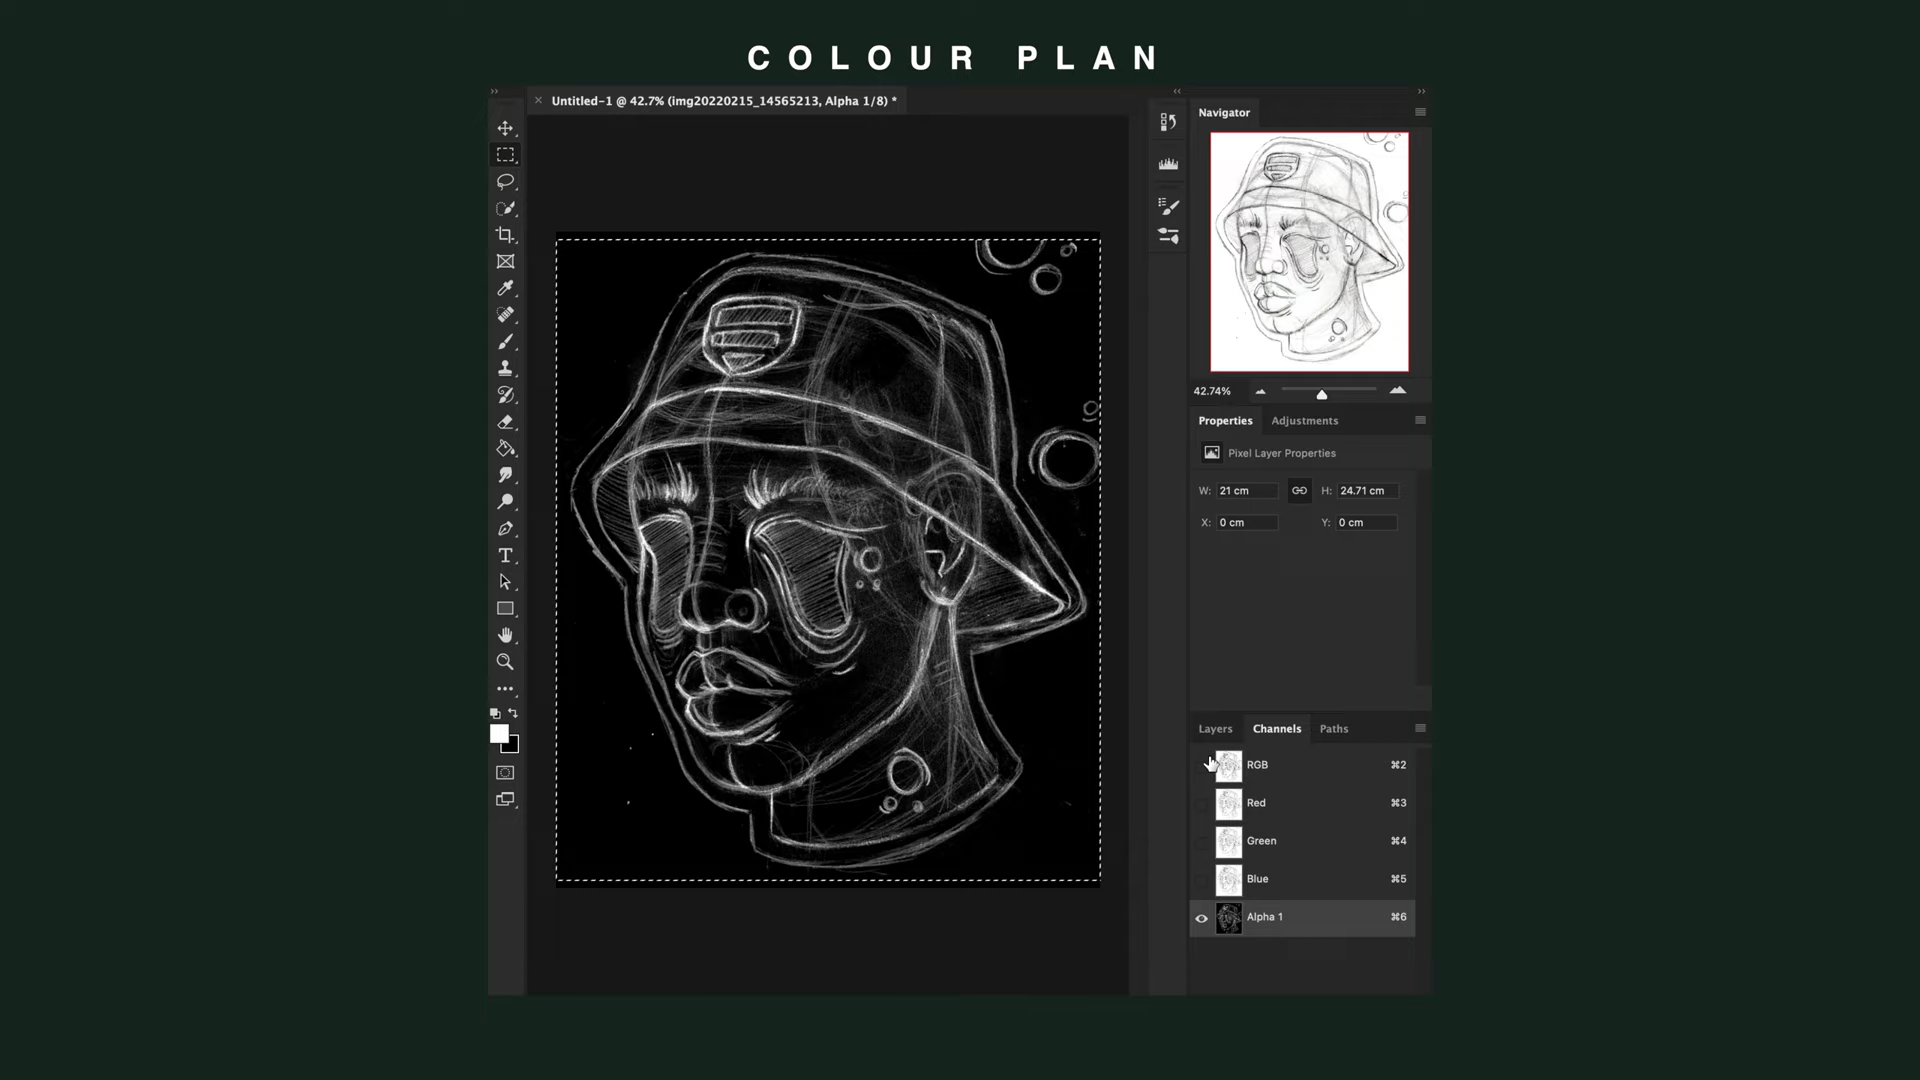 COLOUR PLAN
Untitled-1 @ 42.7% (img20220215_14565213, Alpha 1/8) *
Navigator
42.74%
Properties Adjustments
Pixel Layer Properties
W: 21 cm H: 24.71 cm
X: 0 cm Y: 0 cm
Layers Channels Paths
RGB ⌘2
Red ⌘3
Green ⌘4
Blue ⌘5
Alpha 1 ⌘6